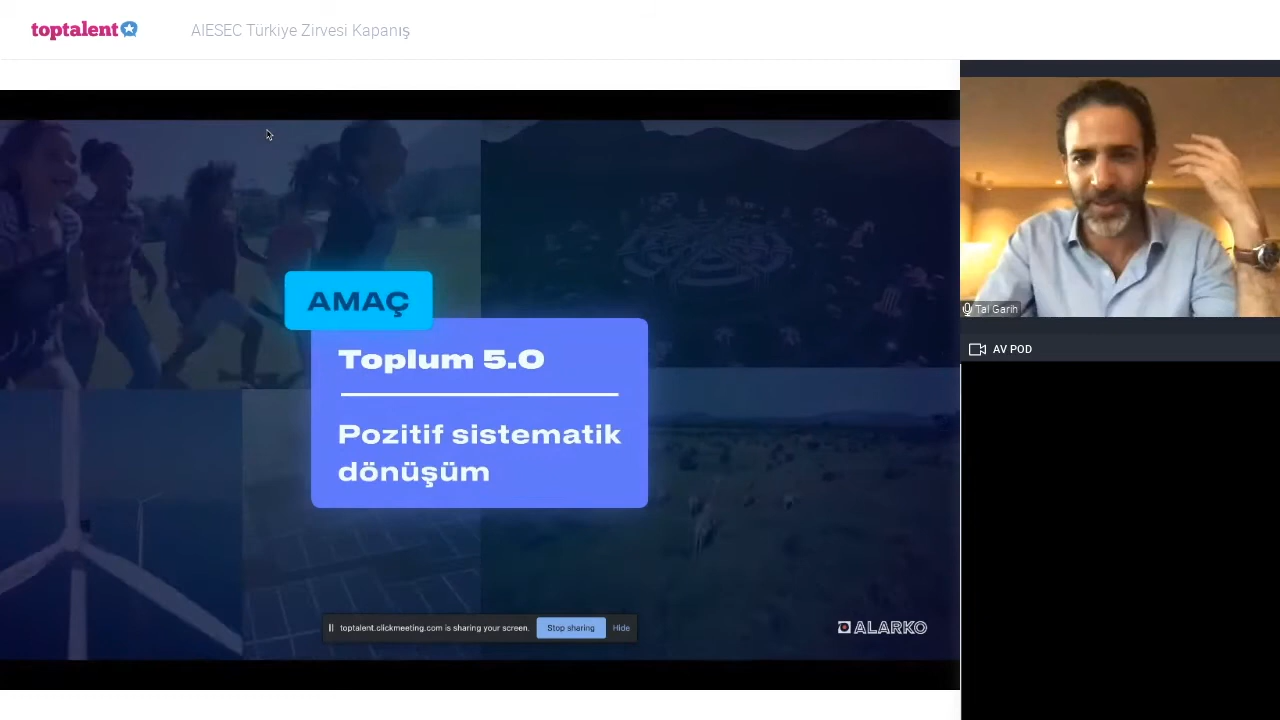 toptalent
AIESEC Türkiye Zirvesi Kapanış
AMAÇ
Toplum 5.0
Pozitif sistematik
dönüşüm
toptalent.clickmeeting.com is sharing your screen.
Stop sharing
Hide
ALARKO
Tal Garih
AV POD